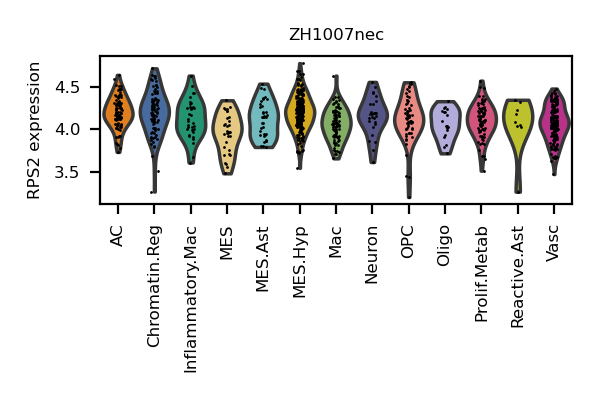 ZH1007nec
RPS2 expression
4.5
4.0
3.5
AC
Chromatin.Reg
Inflammatory.Mac
MES
MES.Ast
MES.Hyp
Mac
Neuron
OPC
Oligo
Prolif.Metab
Reactive.Ast
Vasc